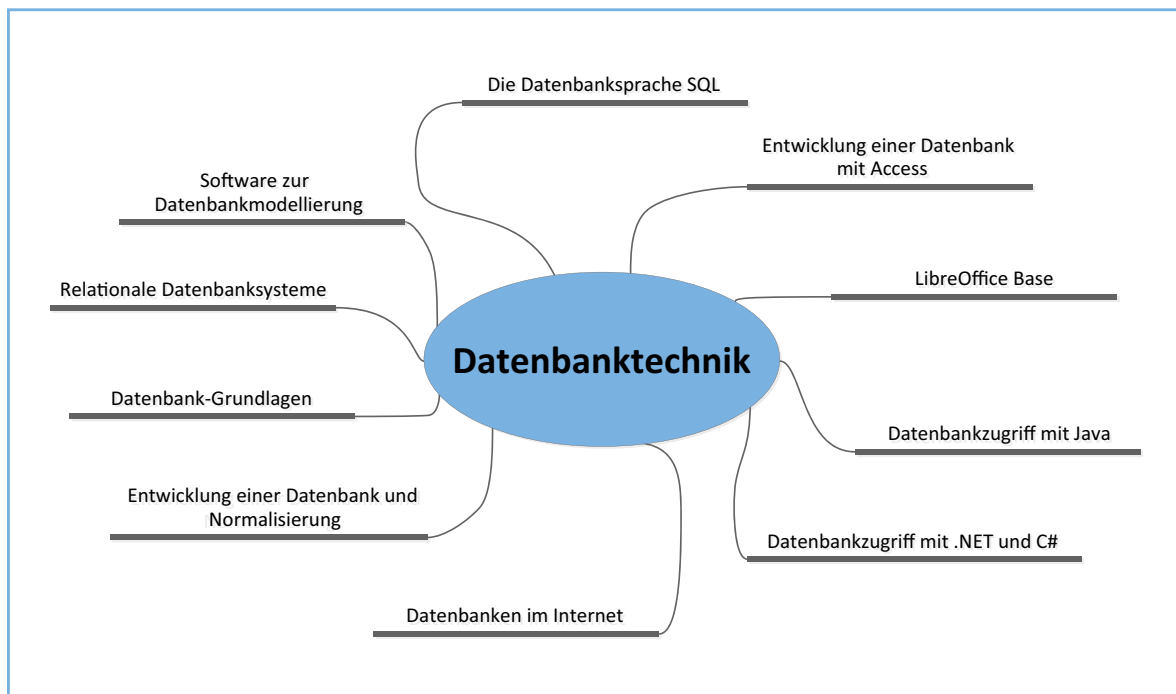 Die Datenbanksprache SQL
Entwicklung einer Datenbank
mit Access
Software zur
Datenbankmodellierung
LibreOffice Base
Relationale Datenbanksysteme
Datenbanktechnik
Datenbank-Grundlagen
Datenbankzugriff mit Java
Entwicklung einer Datenbank und
Normalisierung
Datenbankzugriff mit .NET und C#
Datenbanken im Internet